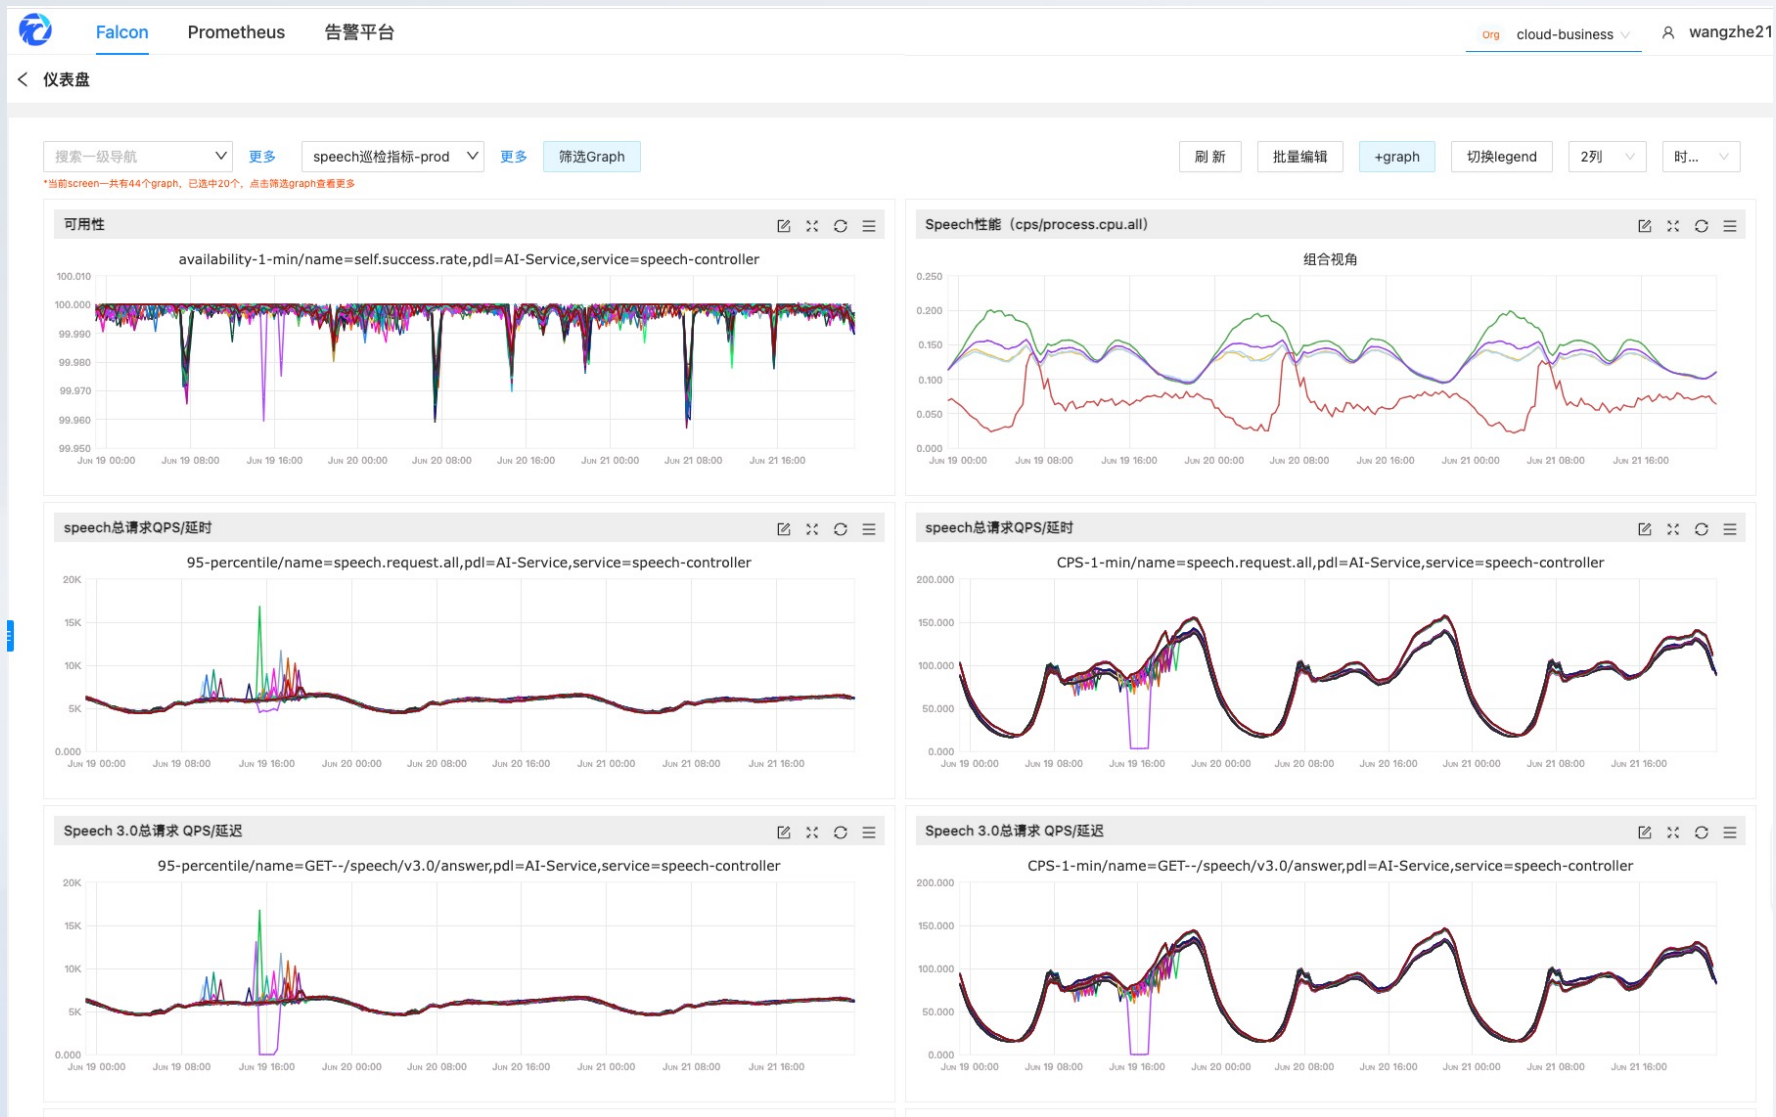 Falcon Prometheus 告警平台 Org cloud-business wangzhe21
仪表盘
搜索一级导航 更多 speech巡检指标-prod 更多 筛选Graph 刷 新 批量编辑 +graph 切换legend 2列 时...
*当前screen一共有44个graph，已选中20个，点击筛选graph查看更多
可用性
availability-1-min/name=self.success.rate,pdl=AI-Service,service=speech-controller
100.010
100.000
99.990
99.980
99.970
99.960
99.950
Jun 19 00:00 Jun 19 08:00 Jun 19 16:00 Jun 20 00:00 Jun 20 08:00 Jun 20 16:00 Jun 21 00:00 Jun 21 08:00 Jun 21 16:00
Speech性能（cps/process.cpu.all）
组合视角
0.250
0.200
0.150
0.100
0.050
0.000
Jun 19 00:00 Jun 19 08:00 Jun 19 16:00 Jun 20 00:00 Jun 20 08:00 Jun 20 16:00 Jun 21 00:00 Jun 21 08:00 Jun 21 16:00
speech总请求QPS/延时
95-percentile/name=speech.request.all,pdl=AI-Service,service=speech-controller
20K
15K
10K
5K
0.000
Jun 19 00:00 Jun 19 08:00 Jun 19 16:00 Jun 20 00:00 Jun 20 08:00 Jun 20 16:00 Jun 21 00:00 Jun 21 08:00 Jun 21 16:00
speech总请求QPS/延时
CPS-1-min/name=speech.request.all,pdl=AI-Service,service=speech-controller
200.000
150.000
100.000
50.000
0.000
Jun 19 00:00 Jun 19 08:00 Jun 19 16:00 Jun 20 00:00 Jun 20 08:00 Jun 20 16:00 Jun 21 00:00 Jun 21 08:00 Jun 21 16:00
Speech 3.0总请求 QPS/延迟
95-percentile/name=GET--/speech/v3.0/answer,pdl=AI-Service,service=speech-controller
20K
15K
10K
5K
0.000
Jun 19 00:00 Jun 19 08:00 Jun 19 16:00 Jun 20 00:00 Jun 20 08:00 Jun 20 16:00 Jun 21 00:00 Jun 21 08:00 Jun 21 16:00
Speech 3.0总请求 QPS/延迟
CPS-1-min/name=GET--/speech/v3.0/answer,pdl=AI-Service,service=speech-controller
200.000
150.000
100.000
50.000
0.000
Jun 19 00:00 Jun 19 08:00 Jun 19 16:00 Jun 20 00:00 Jun 20 08:00 Jun 20 16:00 Jun 21 00:00 Jun 21 08:00 Jun 21 16:00